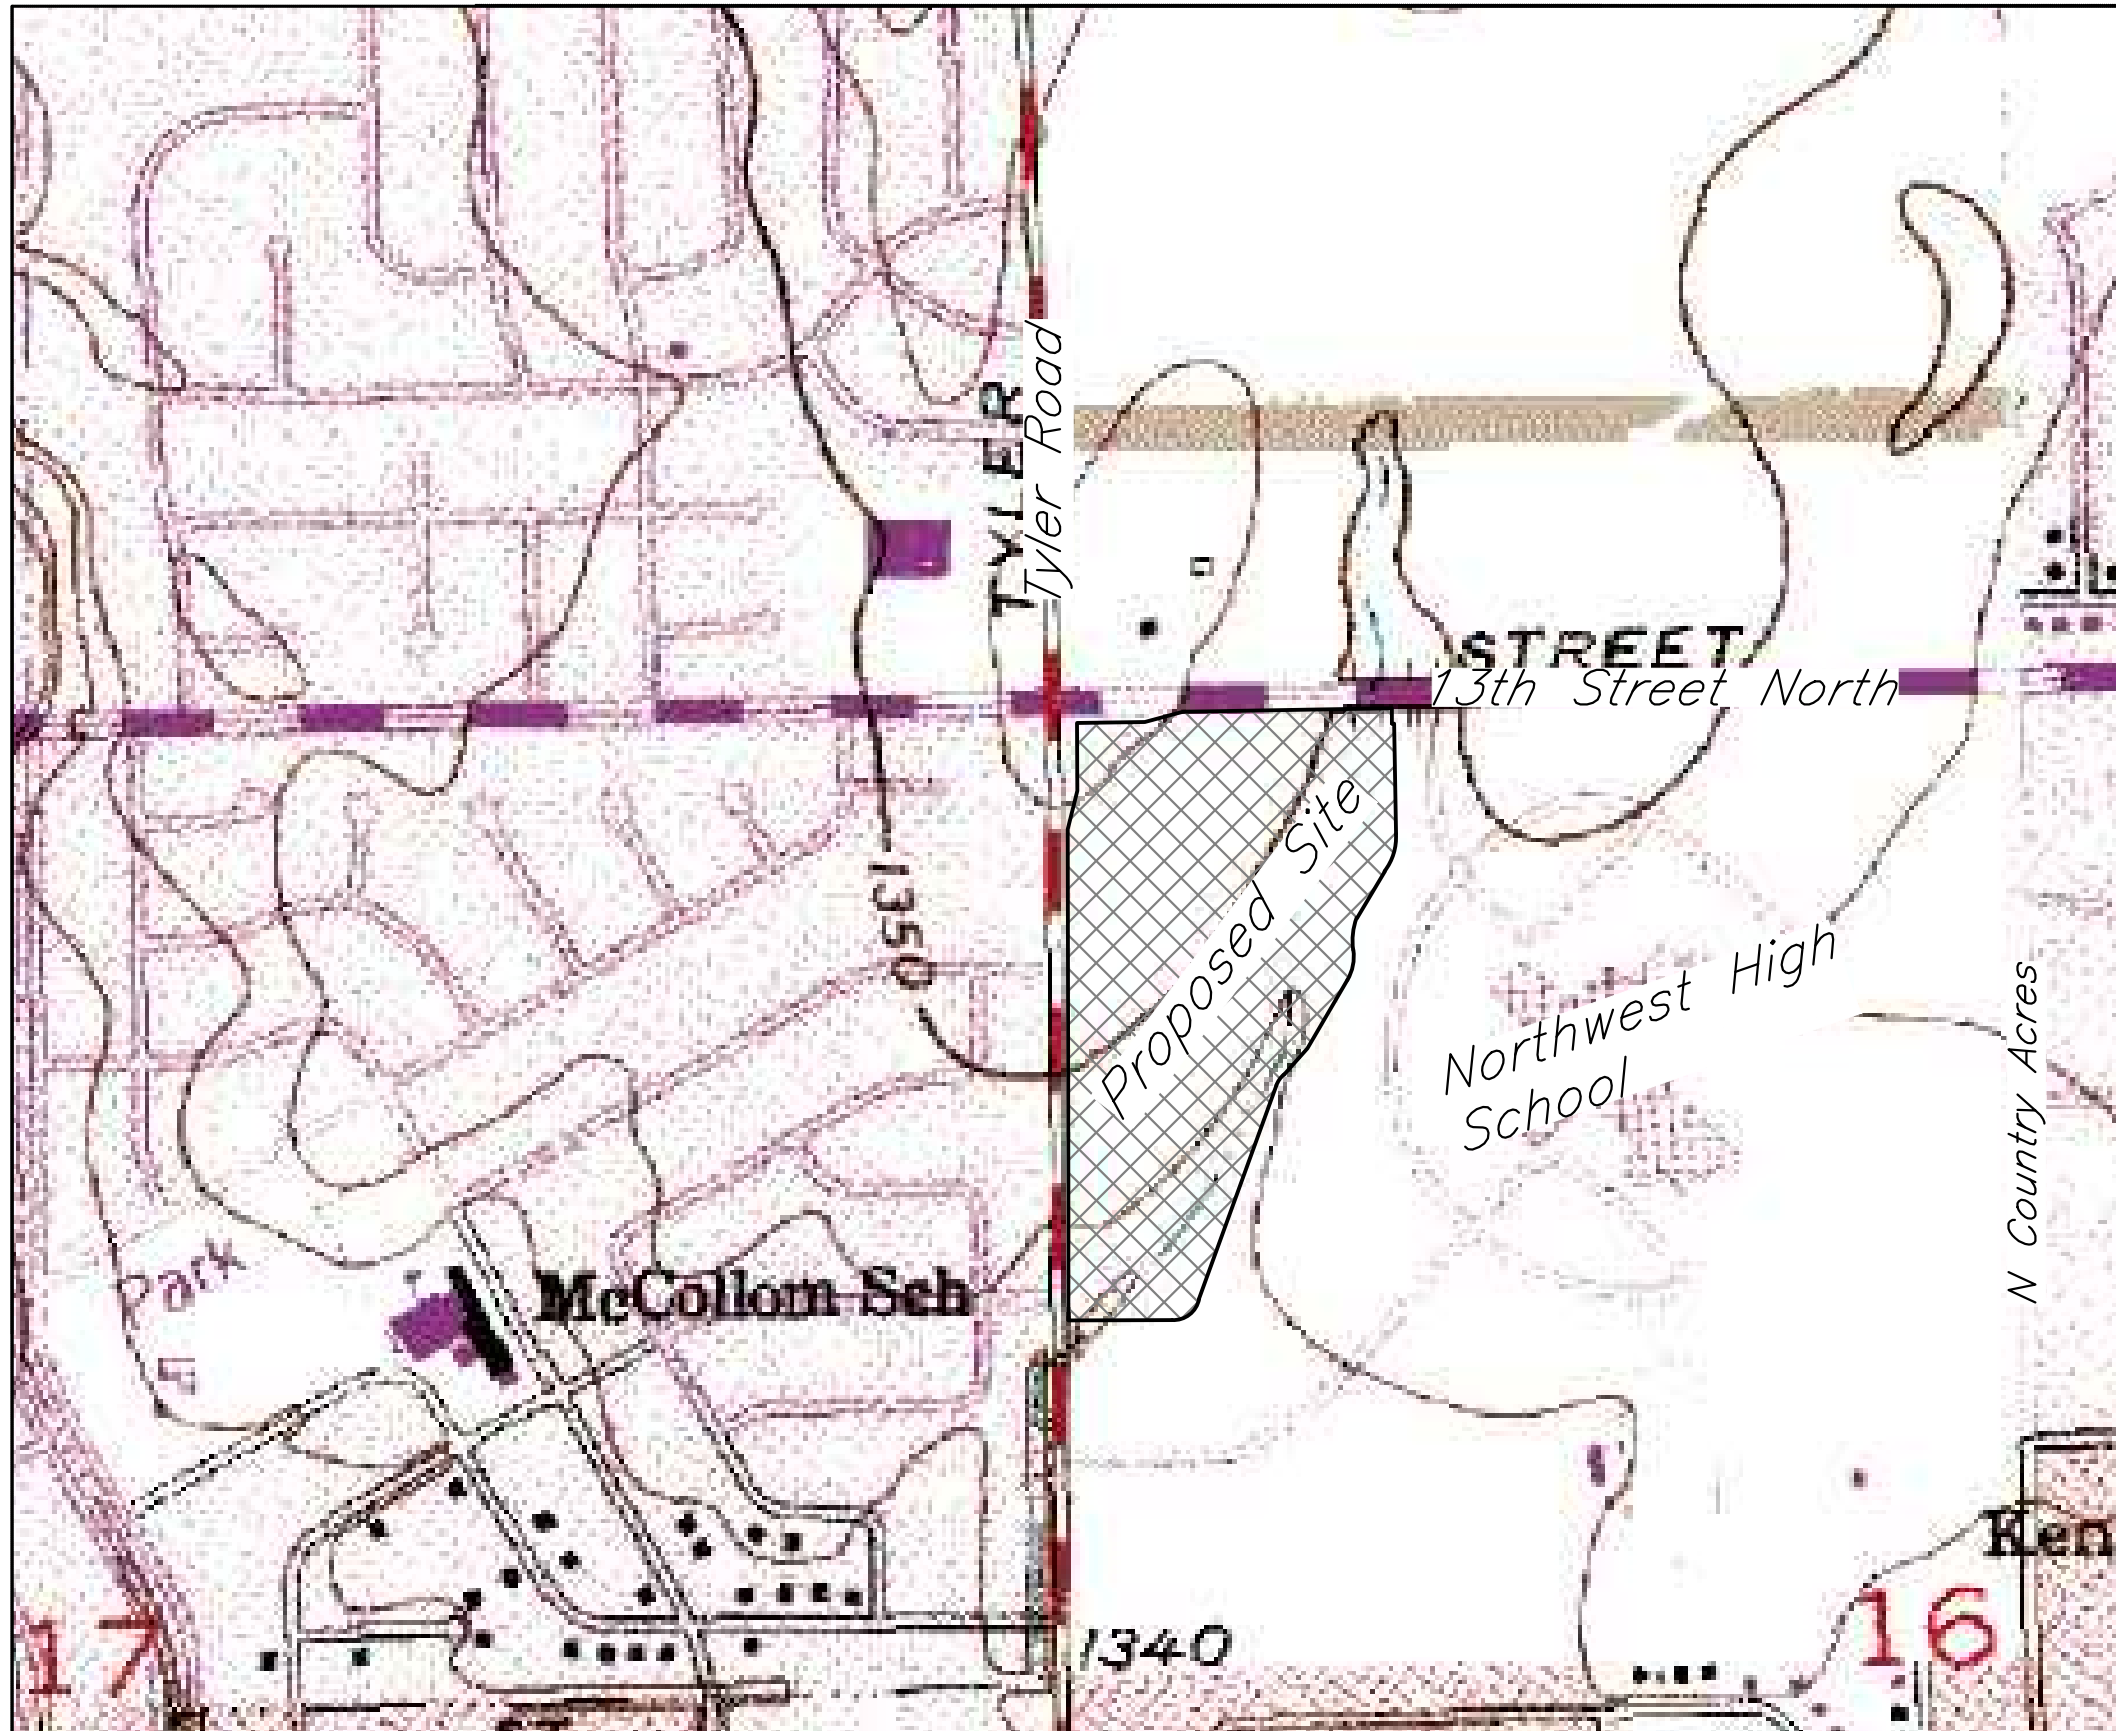 TYLER
Tyler Road
STREET
13th Street North
1350
Proposed Site
Northwest High
School
N Country Acres
Park
McCollom Sch
Ken
17
1340
16